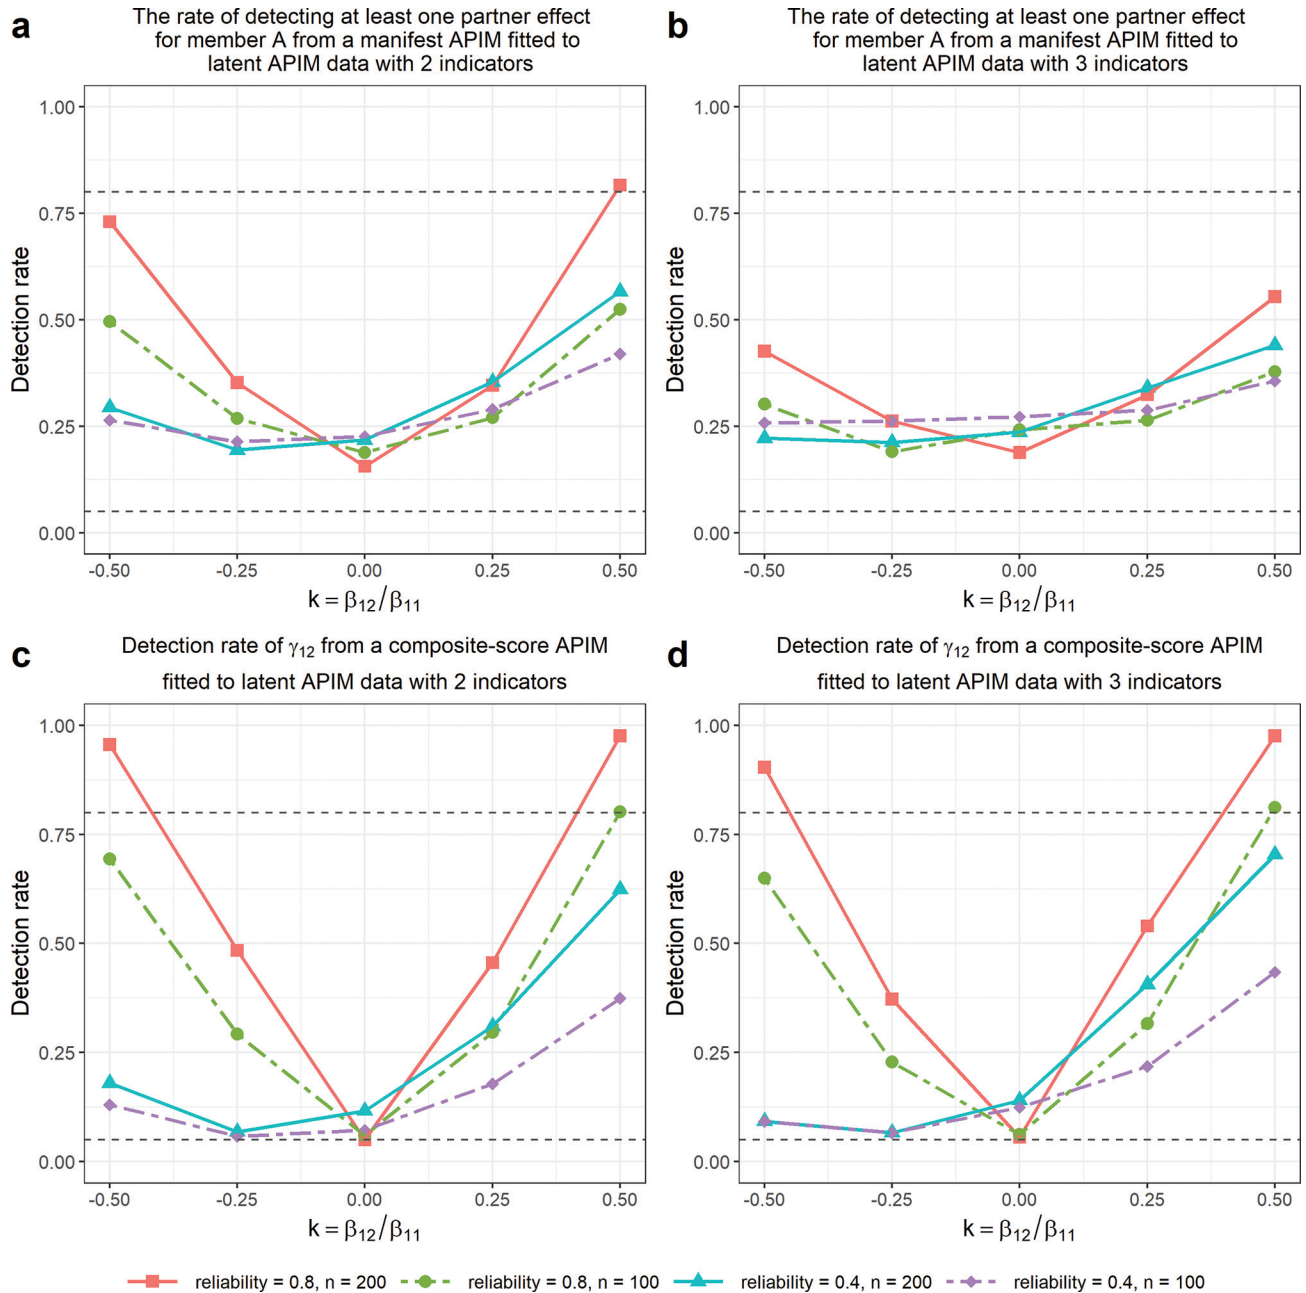 a
The rate of detecting at least one partner effect
for member A from a manifest APIM fitted to
latent APIM data with 2 indicators
1.00
0.75
0.50
0.25
0.00
Detection rate
-0.50 -0.25 0.00 0.25 0.50
k = β12/β11
b
The rate of detecting at least one partner effect
for member A from a manifest APIM fitted to
latent APIM data with 3 indicators
1.00
0.75
0.50
0.25
0.00
Detection rate
-0.50 -0.25 0.00 0.25 0.50
k = β12/β11
c
Detection rate of γ12 from a composite-score APIM
fitted to latent APIM data with 2 indicators
1.00
0.75
0.50
0.25
0.00
Detection rate
-0.50 -0.25 0.00 0.25 0.50
k = β12/β11
d
Detection rate of γ12 from a composite-score APIM
fitted to latent APIM data with 3 indicators
1.00
0.75
0.50
0.25
0.00
Detection rate
-0.50 -0.25 0.00 0.25 0.50
k = β12/β11
reliability = 0.8, n = 200 reliability = 0.8, n = 100 reliability = 0.4, n = 200 reliability = 0.4, n = 100